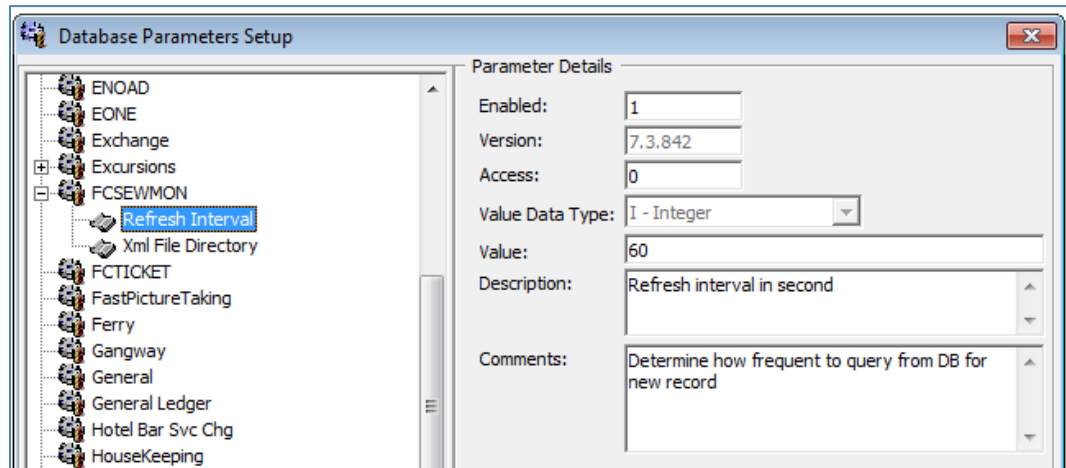 Database Parameters Setup
ENOAD
EONE
Exchange
Excursions
FCSEWMON
Refresh Interval
Xml File Directory
FCTICKET
FastPictureTaking
Ferry
Gangway
General
General Ledger
Hotel Bar Svc Chg
HouseKeeping
Parameter Details
Enabled: 1
Version: 7.3.842
Access: 0
Value Data Type: I - Integer
Value: 60
Description: Refresh interval in second
Comments: Determine how frequent to query from DB for
new record